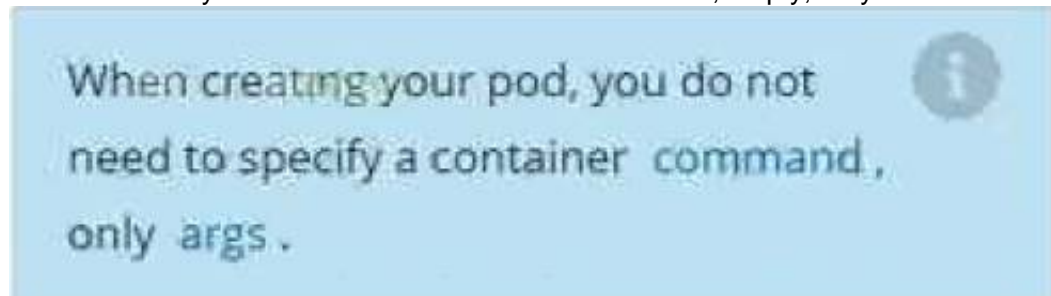 When creating your pod, you do not
need to specify a container command,
only args.